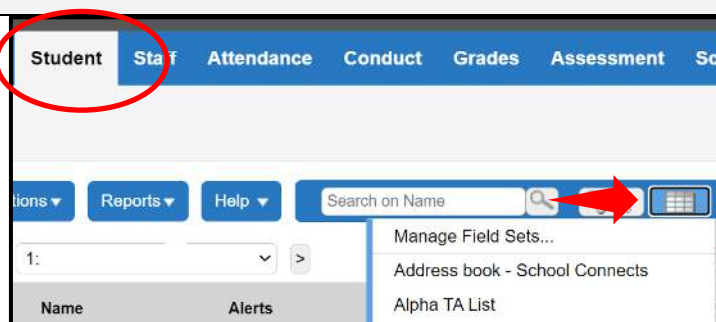 Student Staff Attendance Conduct Grades Assessment Sc
tions Reports Help Search on Name
1: >
Manage Field Sets...
Address book - School Connects
Name Alerts Alpha TA List